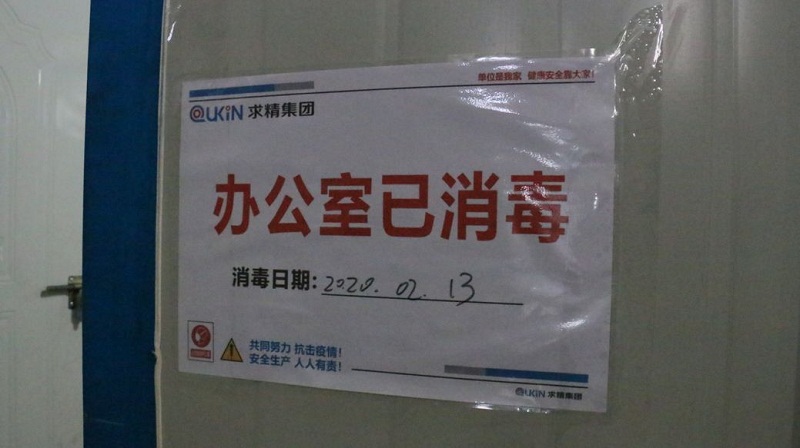 单位是我家 健康安全靠大家!
QUKIN 求精集团
办公室已消毒
消毒日期: 2020.02.13
共同努力 抗击疫情!
安全生产 人人有责!
QUKIN 求精集团